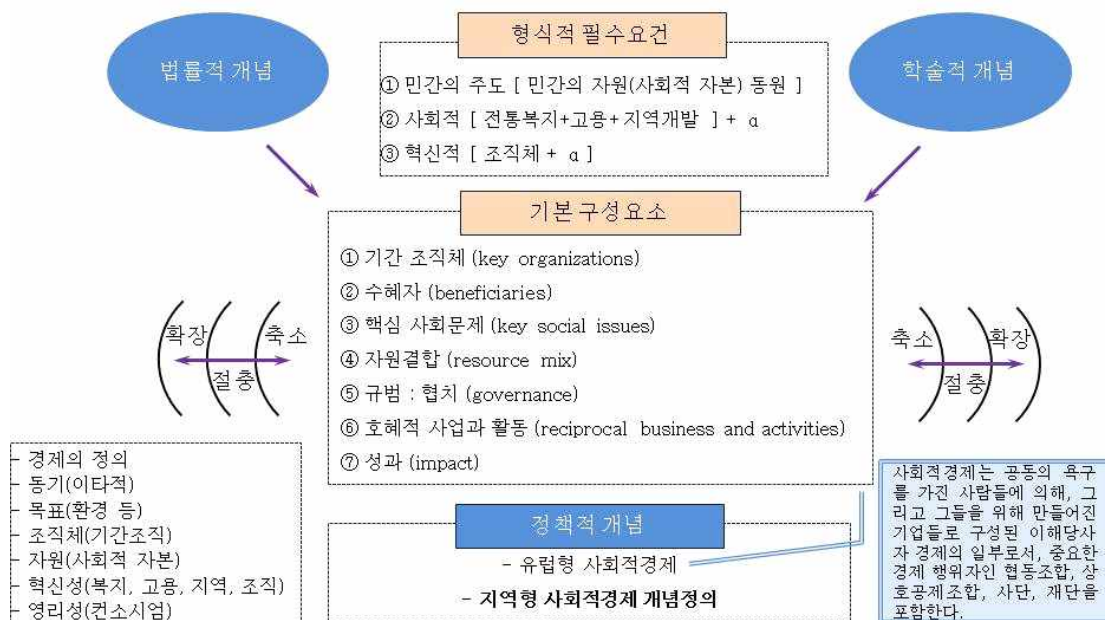 법률적 개념
형식적 필수요건
학술적 개념
① 민간의 주도 [ 민간의 자원(사회적 자본) 동원 ]
② 사회적 [ 전통복지+고용+지역개발 ] + α
③ 혁신적 [ 조직체 + α ]
기본 구성요소
① 기간 조직체 (key organizations)
② 수혜자 (beneficiaries)
③ 핵심 사회문제 (key social issues)
④ 자원결합 (resource mix)
⑤ 규범 : 협치 (governance)
⑥ 호혜적 사업과 활동 (reciprocal business and activities)
⑦ 성과 (impact)
확장
축소
절충
축소
확장
절충
- 경제의 정의
- 동기(이타적)
- 목표(환경 등)
- 조직체(기간조직)
- 자원(사회적 자본)
- 혁신성(복지, 고용, 지역, 조직)
- 영리성(컨소시엄)
정책적 개념
- 유럽형 사회적경제
- 지역형 사회적경제 개념정의
사회적경제는 공동의 욕구
를 가진 사람들에 의해, 그
리고 그들을 위해 만들어진
기업들로 구성된 이해당사
자 경제의 일부로서, 중요한
경제 행위자인 협동조합, 상
호공제조합, 사단, 재단을
포함한다.